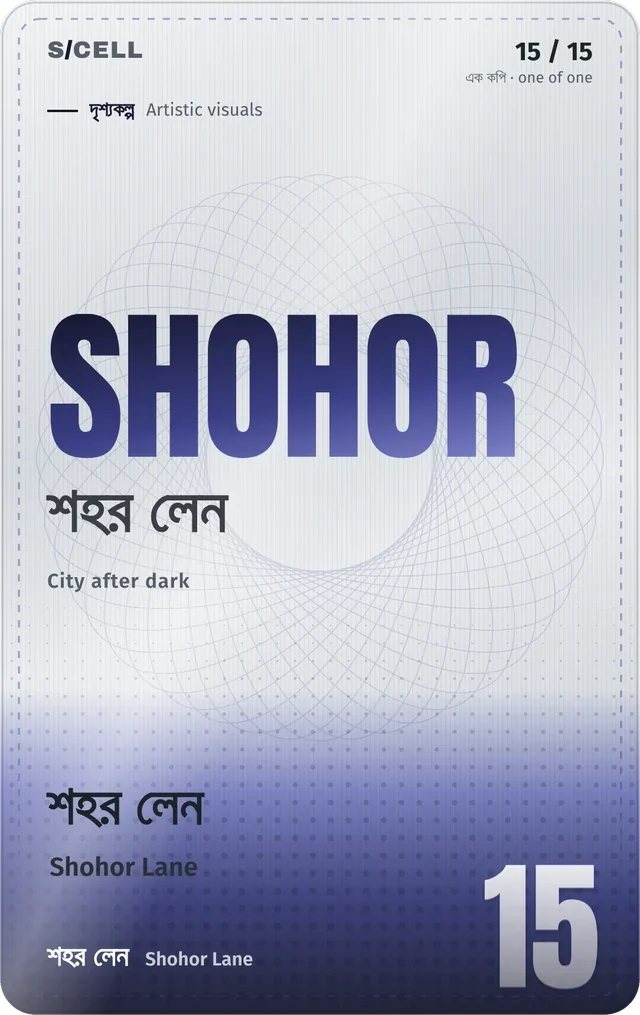 S/CELL
15 / 15
এক কপি · one of one
দৃশ্যকল্প Artistic visuals
SHOHOR
শহর লেন
City after dark
শহর লেন
Shohor Lane
15
শহর লেন Shohor Lane